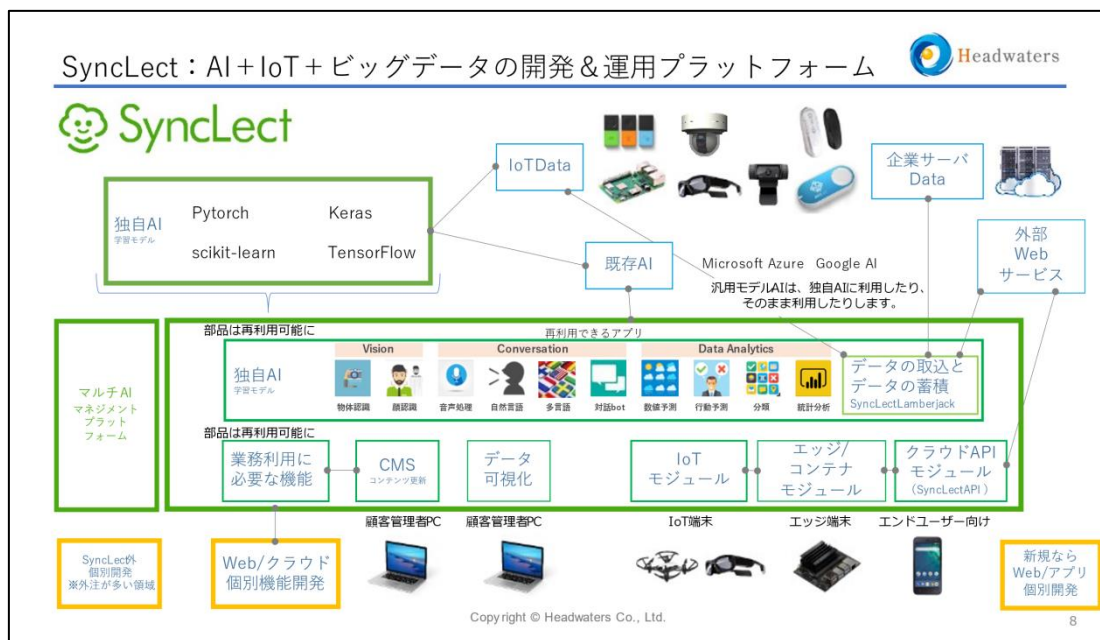 SyncLect：AI＋IoT＋ビッグデータの開発＆運用プラットフォーム
Headwaters
SyncLect
IoTData
企業サーバ
Data
独自AI
学習モデル
Pytorch
Keras
scikit-learn
TensorFlow
既存AI
外部
Web
サービス
Microsoft Azure Google AI
汎用モデルAIは、独自AIに利用したり、
そのまま利用したりします。
マルチAI
マネジメント
プラット
フォーム
部品は再利用可能に
再利用できるアプリ
独自AI
学習モデル
Vision
Conversation
Data Analytics
物体認識
顔認識
音声処理
自然言語
多言語
対話bot
数値予測
行動予測
分類
統計分析
データの取込と
データの蓄積
SyncLectLamberjack
部品は再利用可能に
業務利用に
必要な機能
CMS
コンテンツ更新
データ
可視化
IoT
モジュール
エッジ/
コンテナ
モジュール
クラウドAPI
モジュール
（SyncLectAPI）
顧客管理者PC
顧客管理者PC
IoT端末
エッジ端末
エンドユーザー向け
SyncLect外
個別開発
※外注が多い領域
Web/クラウド
個別機能開発
新規なら
Web/アプリ
個別開発
Copyright © Headwaters Co., Ltd.
8